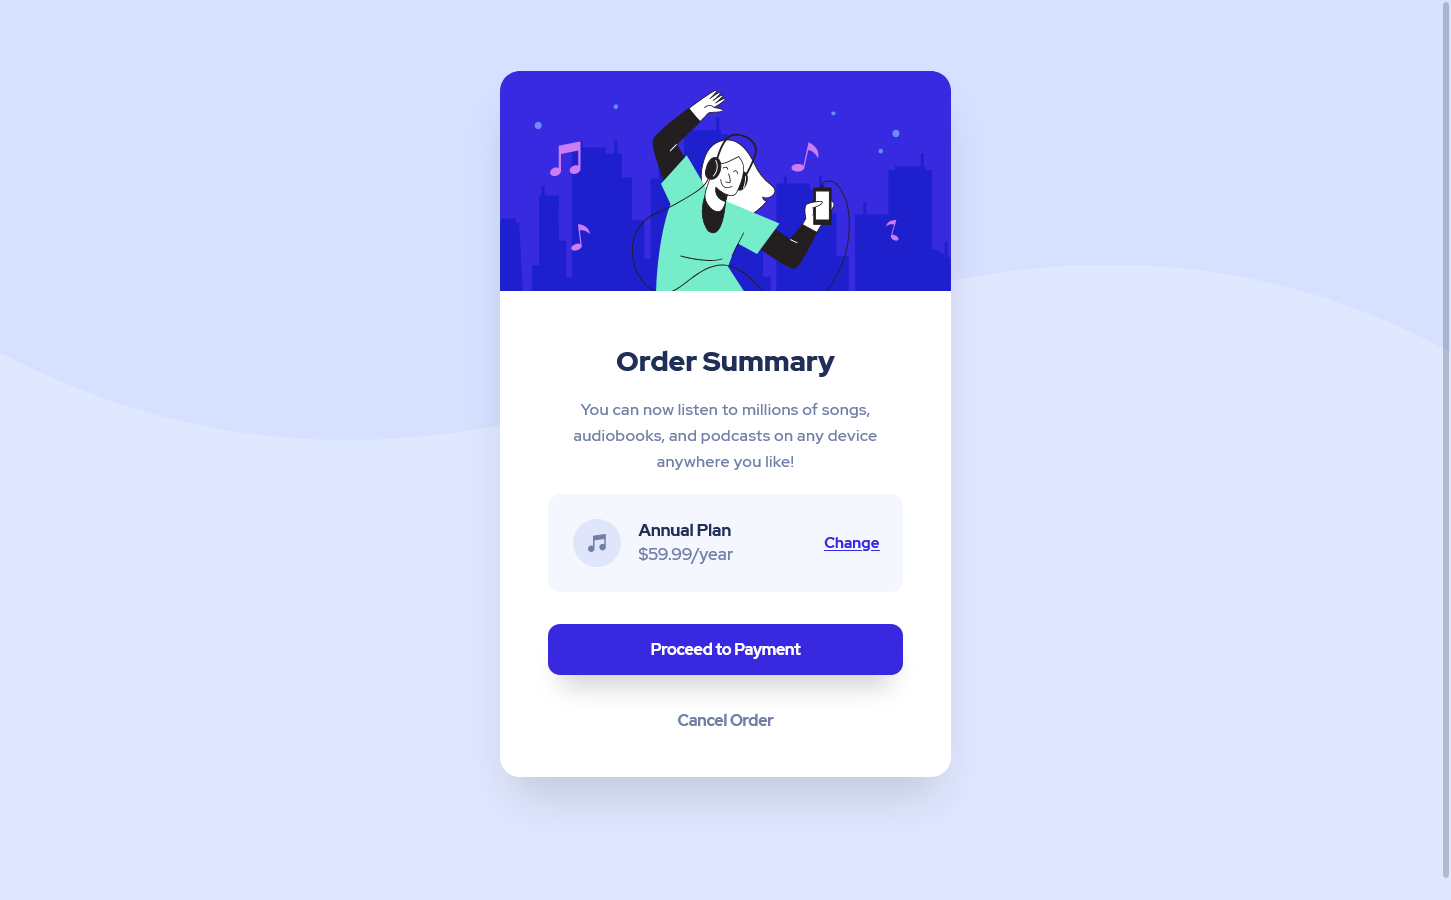 Order Summary
You can now listen to millions of songs,
audiobooks, and podcasts on any device
anywhere you like!
Annual Plan
$59.99/year
Change
Proceed to Payment
Cancel Order